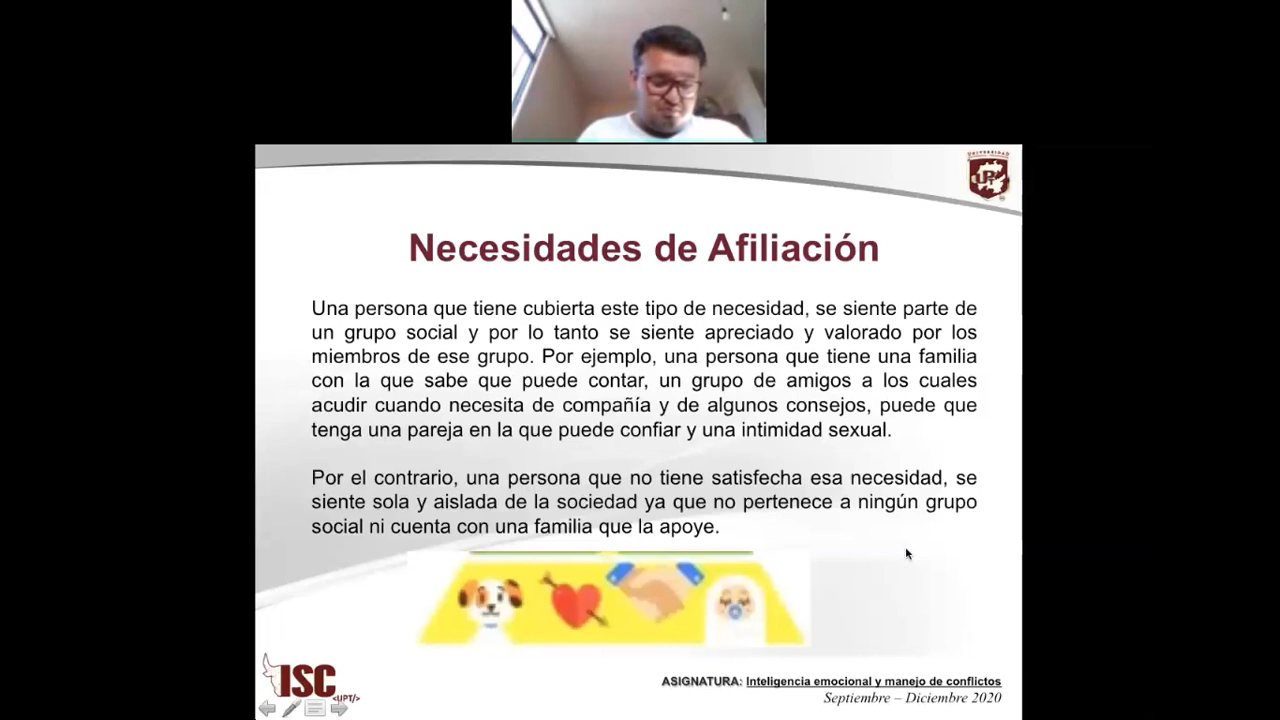 UNIVERSIDAD
UPT
Necesidades de Afiliación
Una persona que tiene cubierta este tipo de necesidad, se siente parte de
un grupo social y por lo tanto se siente apreciado y valorado por los
miembros de ese grupo. Por ejemplo, una persona que tiene una familia
con la que sabe que puede contar, un grupo de amigos a los cuales
acudir cuando necesita de compañía y de algunos consejos, puede que
tenga una pareja en la que puede confiar y una intimidad sexual.
Por el contrario, una persona que no tiene satisfecha esa necesidad, se
siente sola y aislada de la sociedad ya que no pertenece a ningún grupo
social ni cuenta con una familia que la apoye.
ISC
<UPT/>
ASIGNATURA: Inteligencia emocional y manejo de conflictos
Septiembre – Diciembre 2020